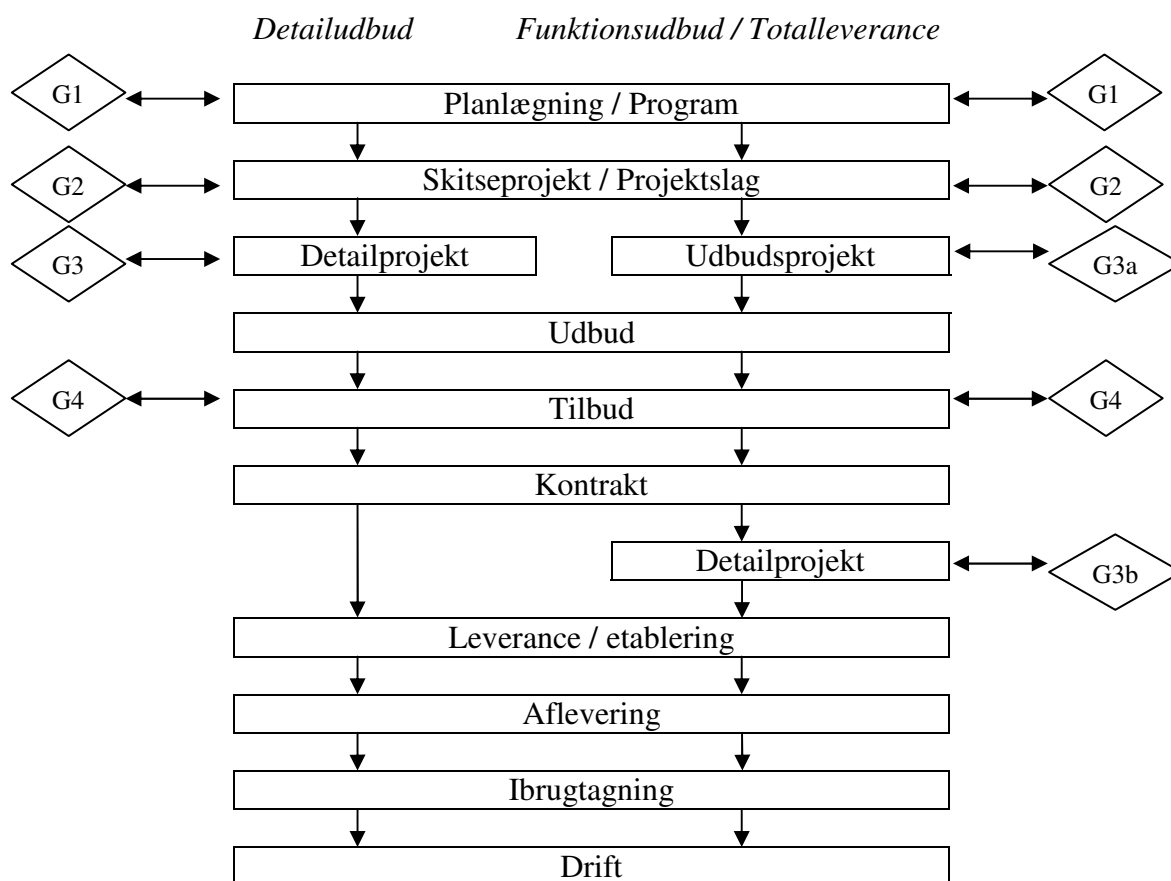 Detailudbud Funktionsudbud / Totalleverance
G1 Planlægning / Program G1
G2 Skitseprojekt / Projektslag G2
G3 Detailprojekt Udbudsprojekt G3a
Udbud
G4 Tilbud G4
Kontrakt
Detailprojekt G3b
Leverance / etablering
Aflevering
Ibrugtagning
Drift